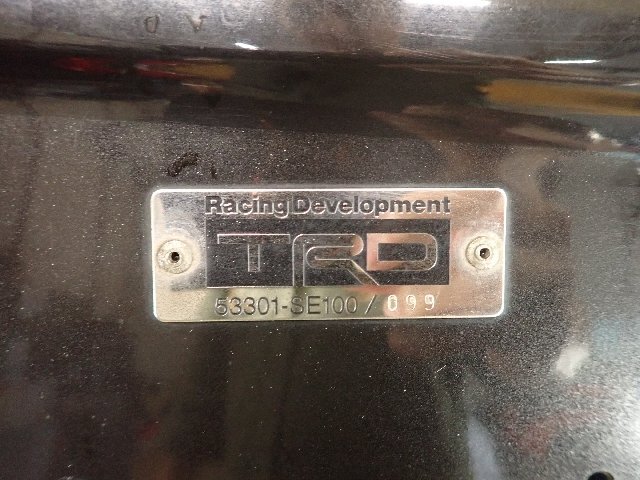 Racing Development
TRD
53301-SE100 / 099